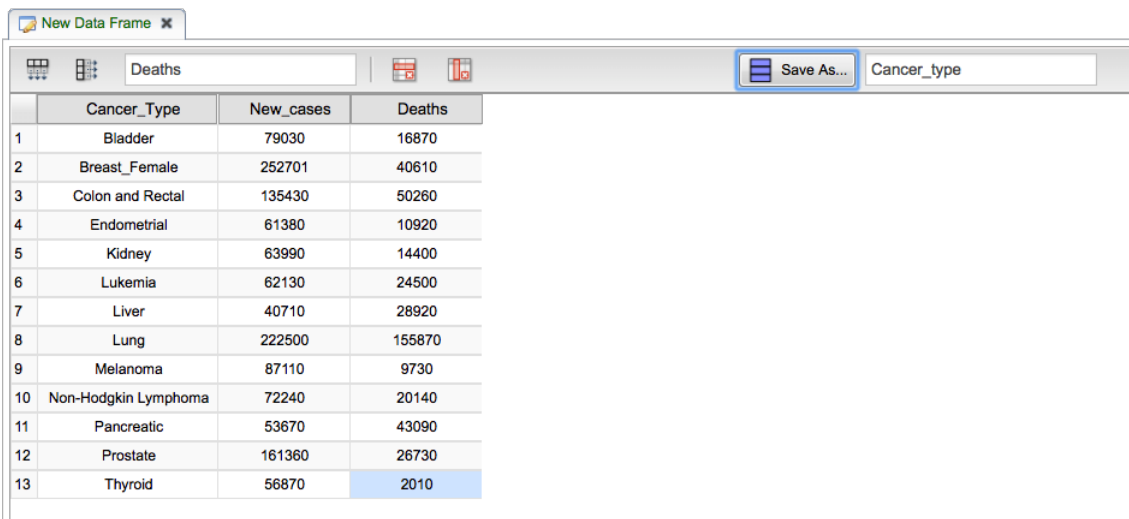 New Data Frame
Deaths Save As... Cancer_type
Cancer_Type New_cases Deaths
1 Bladder 79030 16870
2 Breast_Female 252701 40610
3 Colon and Rectal 135430 50260
4 Endometrial 61380 10920
5 Kidney 63990 14400
6 Lukemia 62130 24500
7 Liver 40710 28920
8 Lung 222500 155870
9 Melanoma 87110 9730
10 Non-Hodgkin Lymphoma 72240 20140
11 Pancreatic 53670 43090
12 Prostate 161360 26730
13 Thyroid 56870 2010